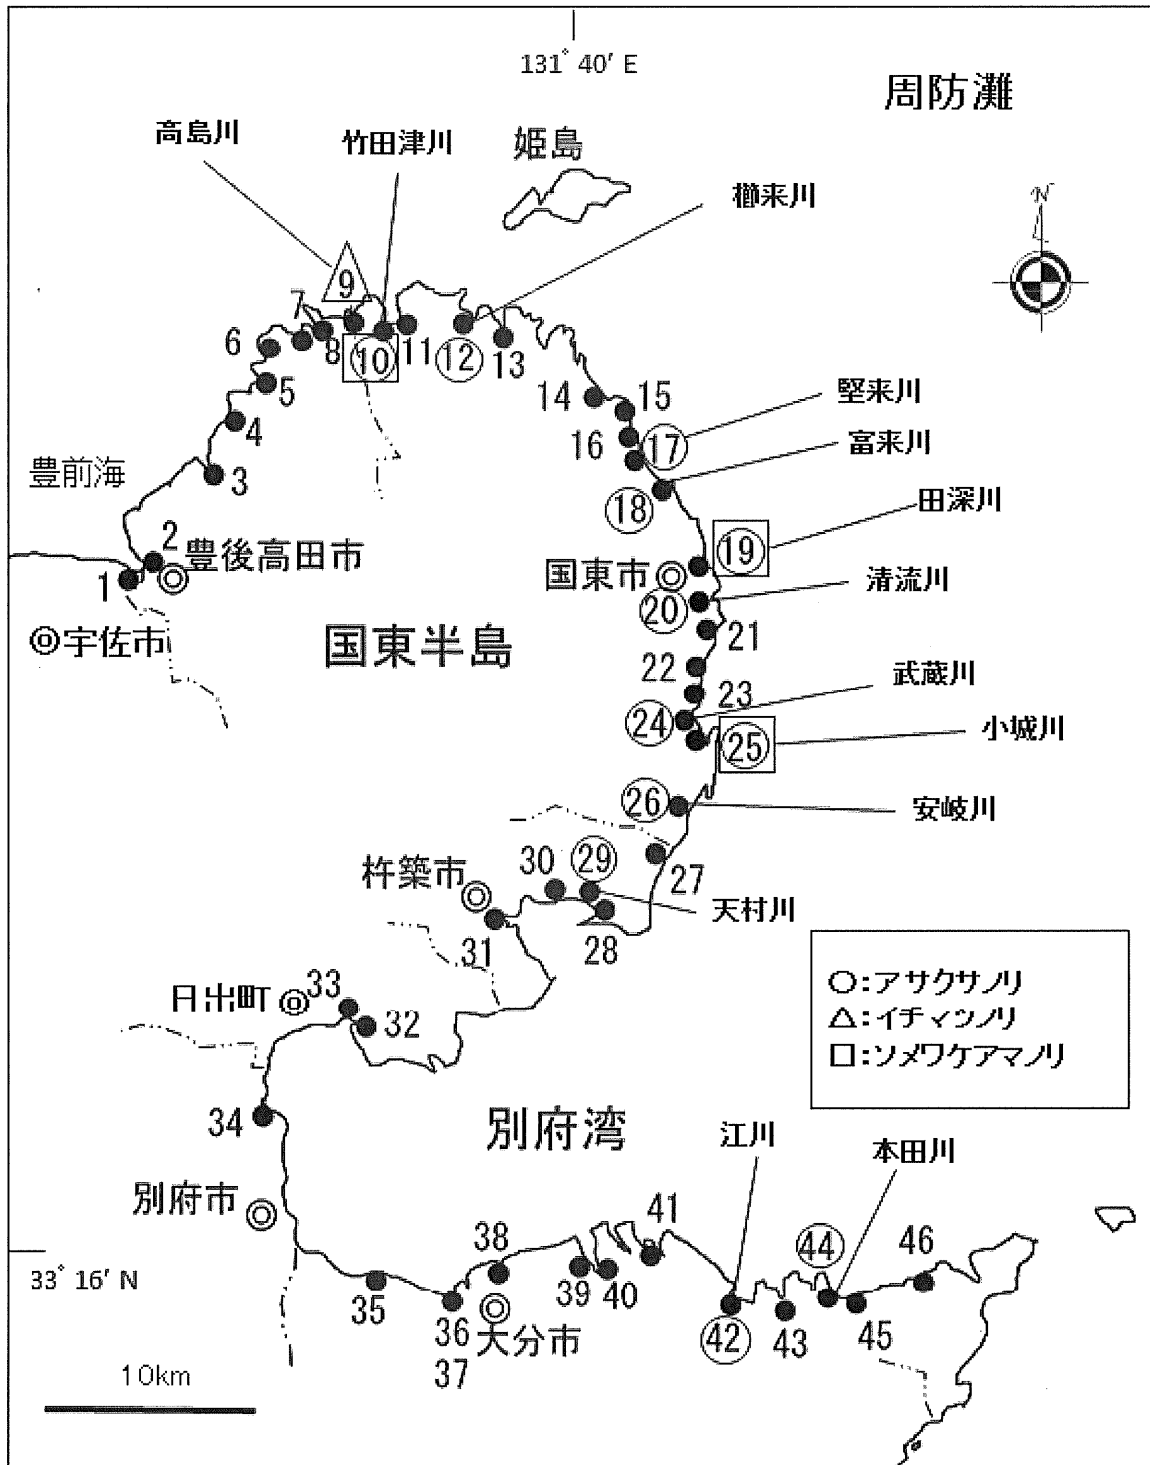 131° 40′ E
周防灘
高島川
竹田津川
姫島
櫛来川
N
9
7
6
8
10
11
12
13
5
14
15
堅来川
4
16
17
富来川
豊前海
3
18
田深川
2
豊後高田市
19
国東市
1
20
清流川
宇佐市
国東半島
21
22
武蔵川
23
24
小城川
25
26
安岐川
杵築市
30
29
27
天村川
31
28
日出町
33
32
○:アサクサノリ
△:イチマツノリ
□:ソメワケアマノリ
34
別府湾
江川
本田川
別府市
41
38
44
46
33° 16′ N
35
39
40
36
大分市
42
43
45
37
10km